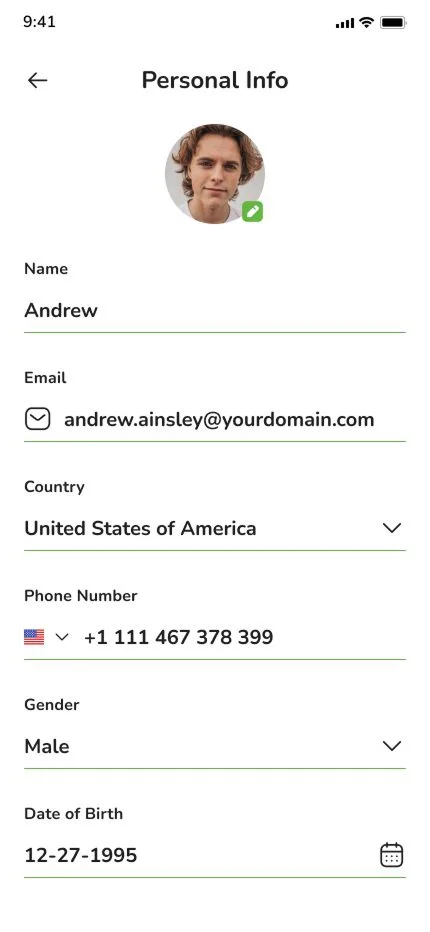 9:41
Personal Info
Name
Andrew
Email
andrew.ainsley@yourdomain.com
Country
United States of America
Phone Number
+1 111 467 378 399
Gender
Male
Date of Birth
12-27-1995